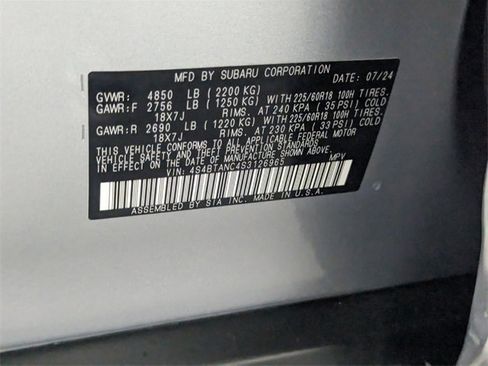 MFD BY SUBARU CORPORATION DATE: 07/24
GVWR: 4850 LB ( 2200 KG)
GAWR:F 2756 LB ( 1250 KG) WITH 225/60R18 100H TIRES.
18X7J RIMS. AT 240 KPA ( 35 PSI) COLD
GAWR:R 2690 LB ( 1220 KG) WITH 225/60R18 100H TIRES.
18X7J RIMS. AT 230 KPA ( 33 PSI) COLD
THIS VEHICLE CONFORMS TO ALL APPLICABLE FEDERAL MOTOR
VEHICLE SAFETY, BUMPER, AND THEFT PREVENTION STANDARDS
IN EFFECT ON THE DATE OF MANUFACTURE SHOWN ABOVE.
VIN: 4S4BTANC4S3126965 MPV
ASSEMBLED BY SIA INC. MADE IN U.S.A.